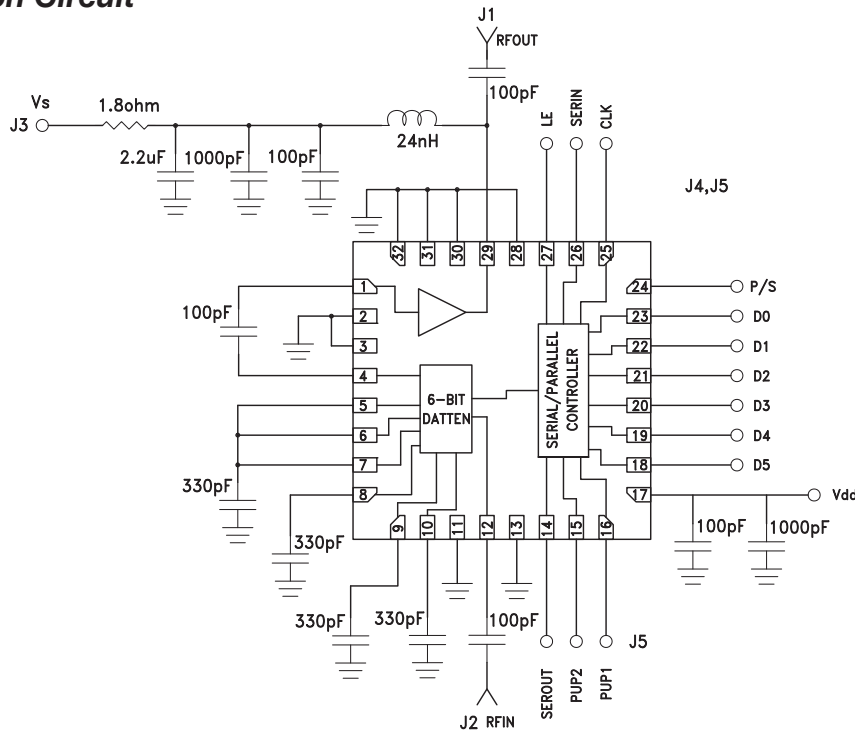 on Circuit
J1
RFOUT
100pF
Vs
J3
1.8ohm
24nH
2.2uF
1000pF
100pF
LE
SERIN
CLK
J4,J5
32
31
30
29
28
27
26
25
1
2
3
4
5
6
7
8
100pF
330pF
330pF
330pF
330pF
6-BIT
DATTEN
SERIAL/PARALLEL
CONTROLLER
24
23
22
21
20
19
18
17
P/S
D0
D1
D2
D3
D4
D5
Vdd
100pF
1000pF
9
10
11
12
13
14
15
16
100pF
J2 RFIN
SEROUT
PUP2
PUP1
J5